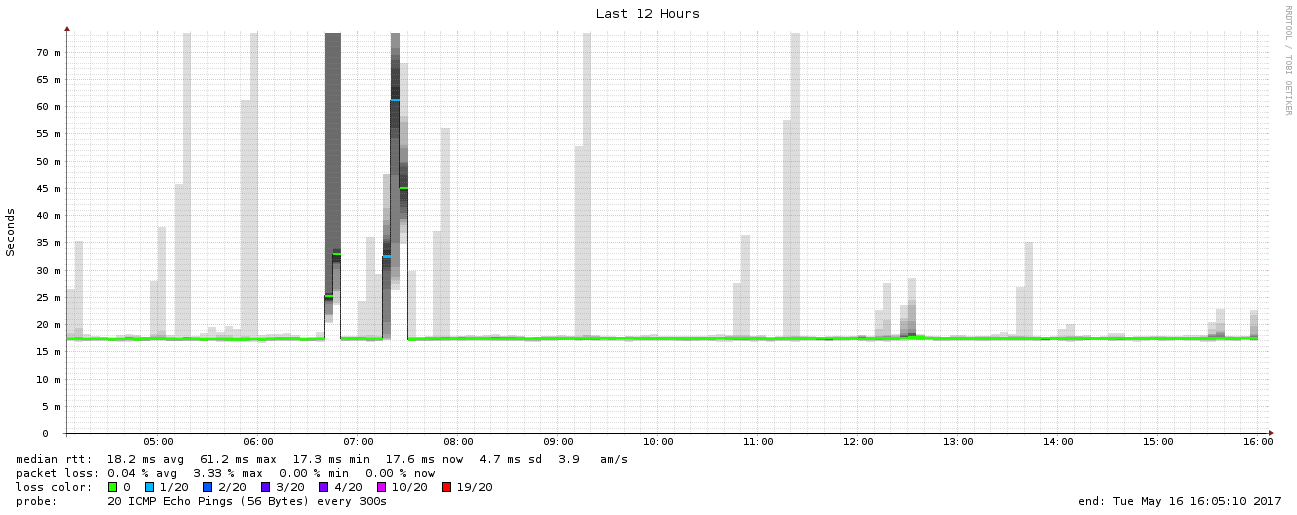 Last 12 Hours
RRDTOOL / TOBI OETIKER
Seconds
70 m
65 m
60 m
55 m
50 m
45 m
40 m
35 m
30 m
25 m
20 m
15 m
10 m
5 m
0
05:00 06:00 07:00 08:00 09:00 10:00 11:00 12:00 13:00 14:00 15:00 16:00
median rtt: 18.2 ms avg 61.2 ms max 17.3 ms min 17.6 ms now 4.7 ms sd 3.9 am/s
packet loss: 0.04 % avg 3.33 % max 0.00 % min 0.00 % now
loss color: 0 1/20 2/20 3/20 4/20 10/20 19/20
probe: 20 ICMP Echo Pings (56 Bytes) every 300s end: Tue May 16 16:05:10 2017